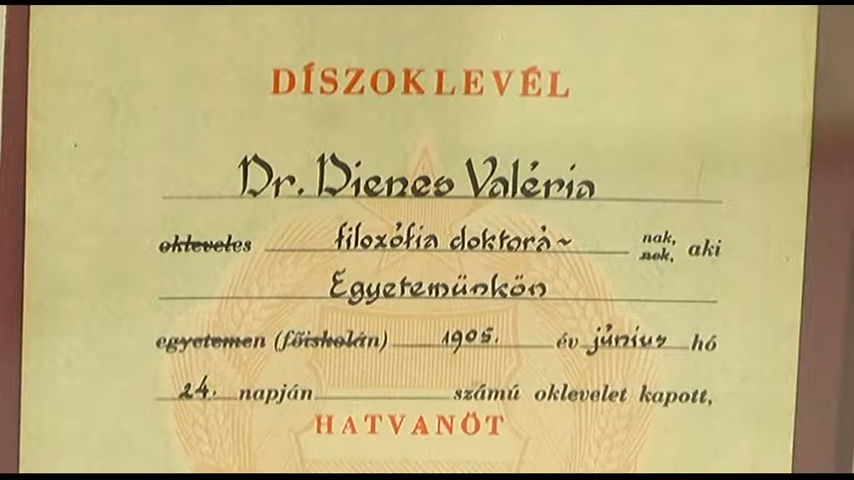 DÍSZOKLEVÉL
Dr. Dienes Valéria
okleveles filozófia doktorá~ nak, nek, aki
Egyetemünkön
egyetemen (főiskolán) 1905. év június hó
24. napján számú oklevelet kapott,
HATVANÖT